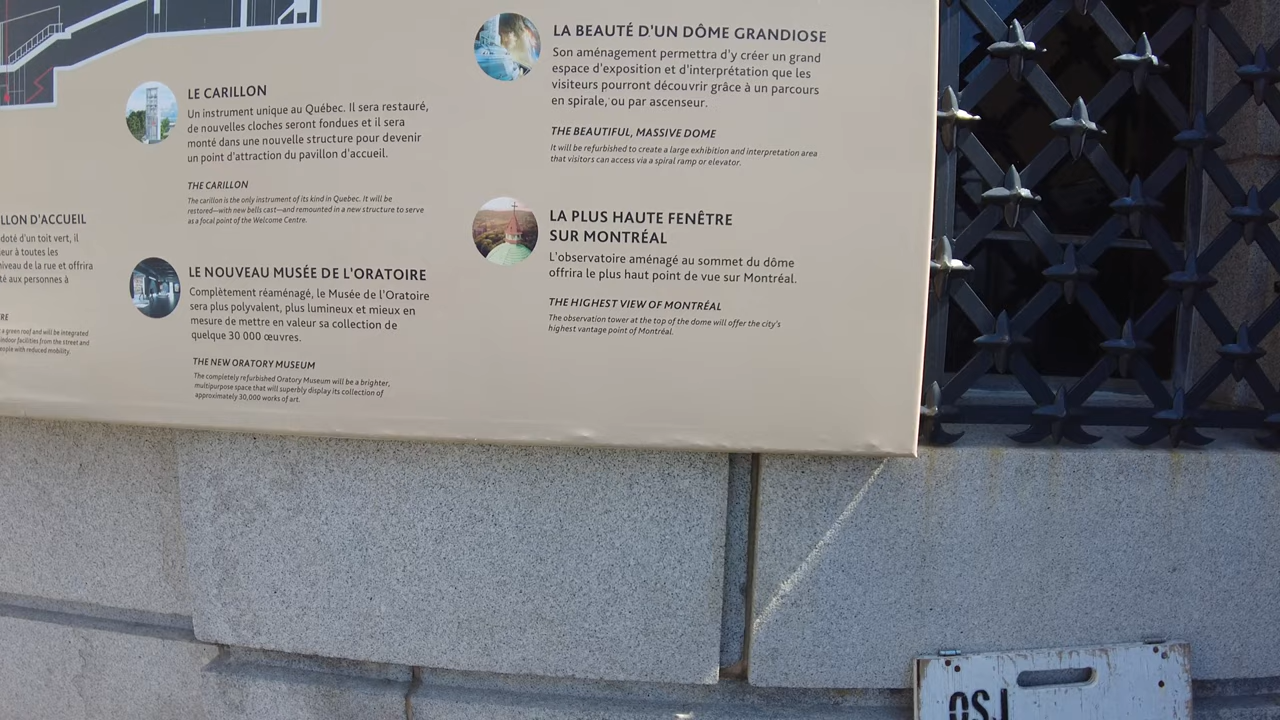 LLON D'ACCUEIL
doté d'un toit vert, il
eur à toutes les
niveau de la rue et offrira
té aux personnes à
RE
a green roof and will be integrated
indoor facilities from the street and
eople with reduced mobility.
LE CARILLON
Un instrument unique au Québec. Il sera restauré,
de nouvelles cloches seront fondues et il sera
monté dans une nouvelle structure pour devenir
un point d'attraction du pavillon d'accueil.
THE CARILLON
The carillon is the only instrument of its kind in Quebec. It will be
restored—with new bells cast—and remounted in a new structure to serve
as a focal point of the Welcome Centre.
LE NOUVEAU MUSÉE DE L'ORATOIRE
Complètement réaménagé, le Musée de l'Oratoire
sera plus polyvalent, plus lumineux et mieux en
mesure de mettre en valeur sa collection de
quelque 30 000 œuvres.
THE NEW ORATORY MUSEUM
The completely refurbished Oratory Museum will be a brighter,
multipurpose space that will superbly display its collection of
approximately 30,000 works of art.
LA BEAUTÉ D'UN DÔME GRANDIOSE
Son aménagement permettra d'y créer un grand
espace d'exposition et d'interprétation que les
visiteurs pourront découvrir grâce à un parcours
en spirale, ou par ascenseur.
THE BEAUTIFUL, MASSIVE DOME
It will be refurbished to create a large exhibition and interpretation area
that visitors can access via a spiral ramp or elevator.
LA PLUS HAUTE FENÊTRE
SUR MONTRÉAL
L'observatoire aménagé au sommet du dôme
offrira le plus haut point de vue sur Montréal.
THE HIGHEST VIEW OF MONTRÉAL
The observation tower at the top of the dome will offer the city's
highest vantage point of Montréal.
OSJ